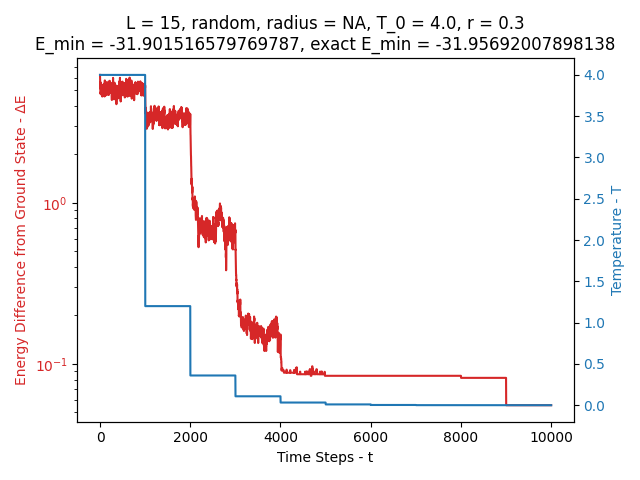 L = 15, random, radius = NA, T_0 = 4.0, r = 0.3
E_min = -31.901516579769787, exact E_min = -31.95692007898138
Energy Difference from Ground State - ΔE
10^0
10^-1
4.0
3.5
3.0
2.5
2.0
1.5
1.0
0.5
0.0
Temperature - T
0 2000 4000 6000 8000 10000
Time Steps - t